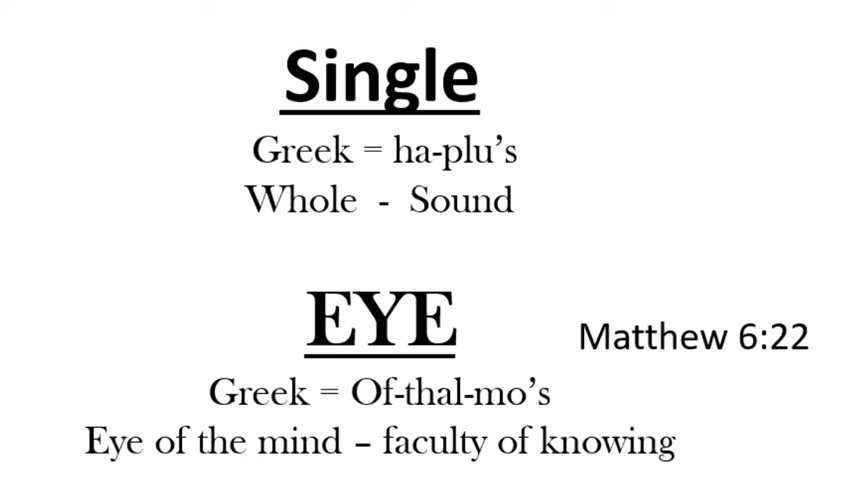 Single
Greek = ha-plu’s
Whole - Sound
EYE
Matthew 6:22
Greek = Of-thal-mo’s
Eye of the mind – faculty of knowing